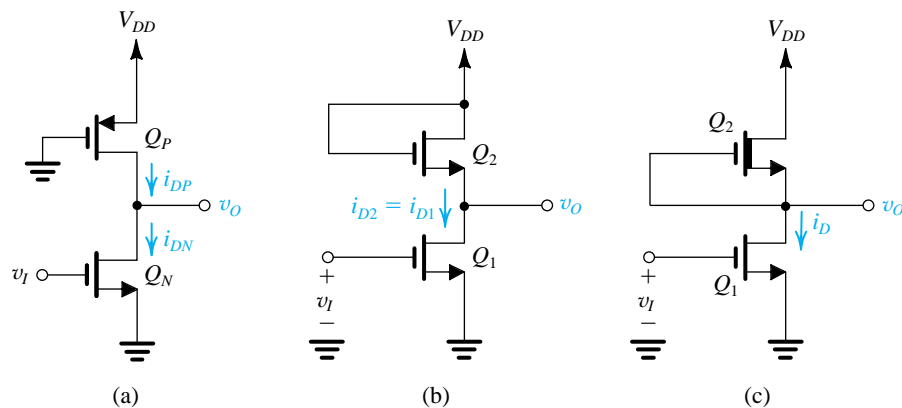 V_DD
Q_P
i_DP
v_O
i_DN
v_I
Q_N
(a)
V_DD
Q_2
i_D2 = i_D1
v_O
Q_1
+
v_I
−
(b)
V_DD
Q_2
v_O
i_D
Q_1
+
v_I
−
(c)